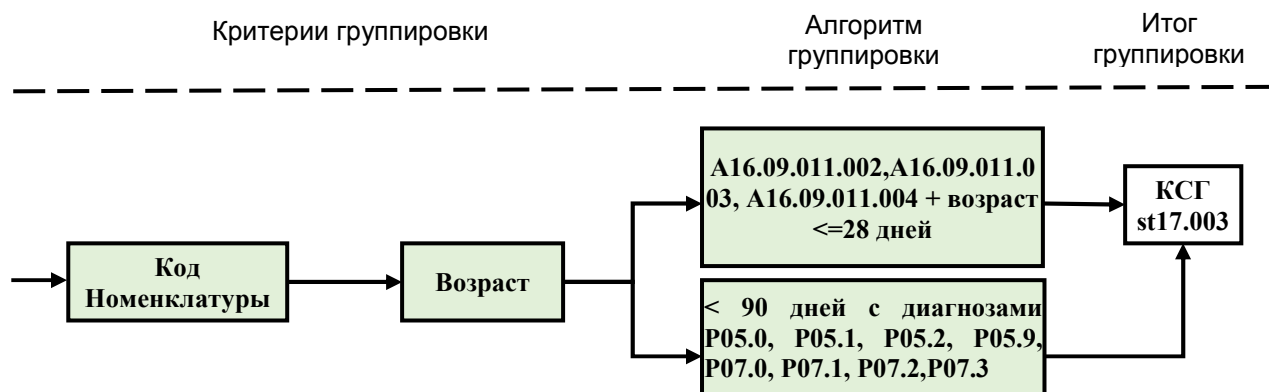 Критерии группировки
Алгоритм
группировки
Итог
группировки
A16.09.011.002,A16.09.011.0
03, A16.09.011.004 + возраст
<=28 дней
КСГ
st17.003
Код
Номенклатуры
Возраст
< 90 дней с диагнозами
P05.0, P05.1, P05.2, P05.9,
P07.0, P07.1, P07.2,P07.3